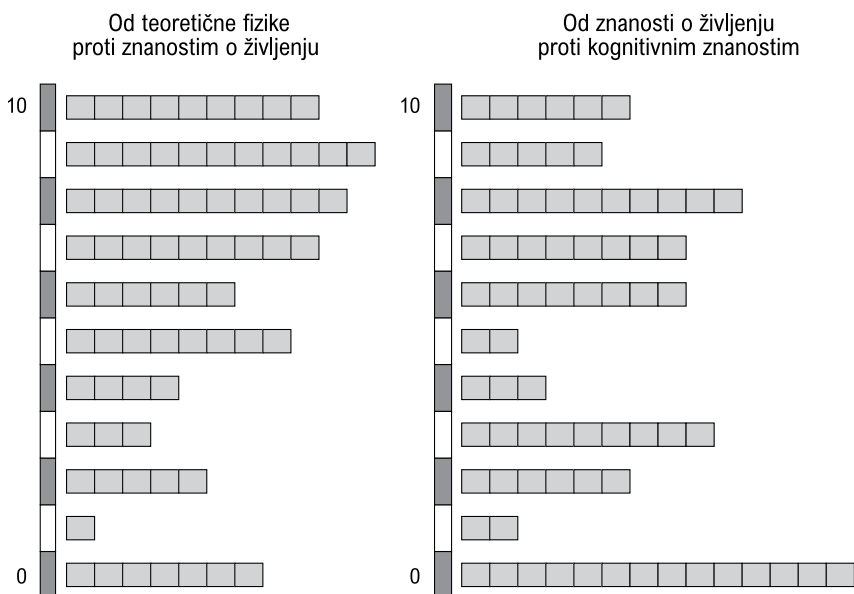 Od teoretične fizike
proti znanostim o življenju
10
0
Od znanosti o življenju
proti kognitivnim znanostim
10
0